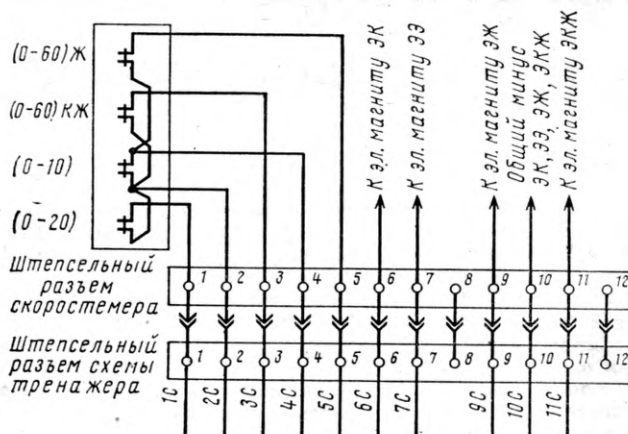 (0-60)Ж
(0-60)КЖ
(0-10)
(0-20)
К эл. магниту ЭК
К эл. магниту ЭЭ
К эл. магниту ЭЖ
Общий минус
ЭК, ЭЭ, ЭЖ, ЭКЖ
К эл. магниту ЭКЖ
Штепсельный
разъем
скоростемера
1 2 3 4 5 6 7 8 9 10 11 12
Штепсельный
разъем схемы
тренажера
1 2 3 4 5 6 7 8 9 10 11 12
1С 2С 3С 4С 5С 6С 7С 9С 10С 11С